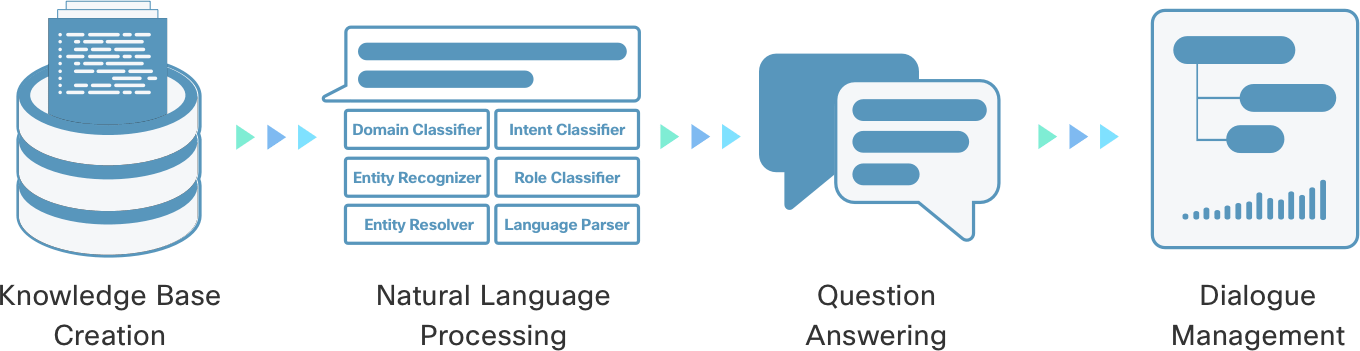 Domain Classifier
Intent Classifier
Entity Recognizer
Role Classifier
Entity Resolver
Language Parser
Knowledge Base
Creation
Natural Language
Processing
Question
Answering
Dialogue
Management